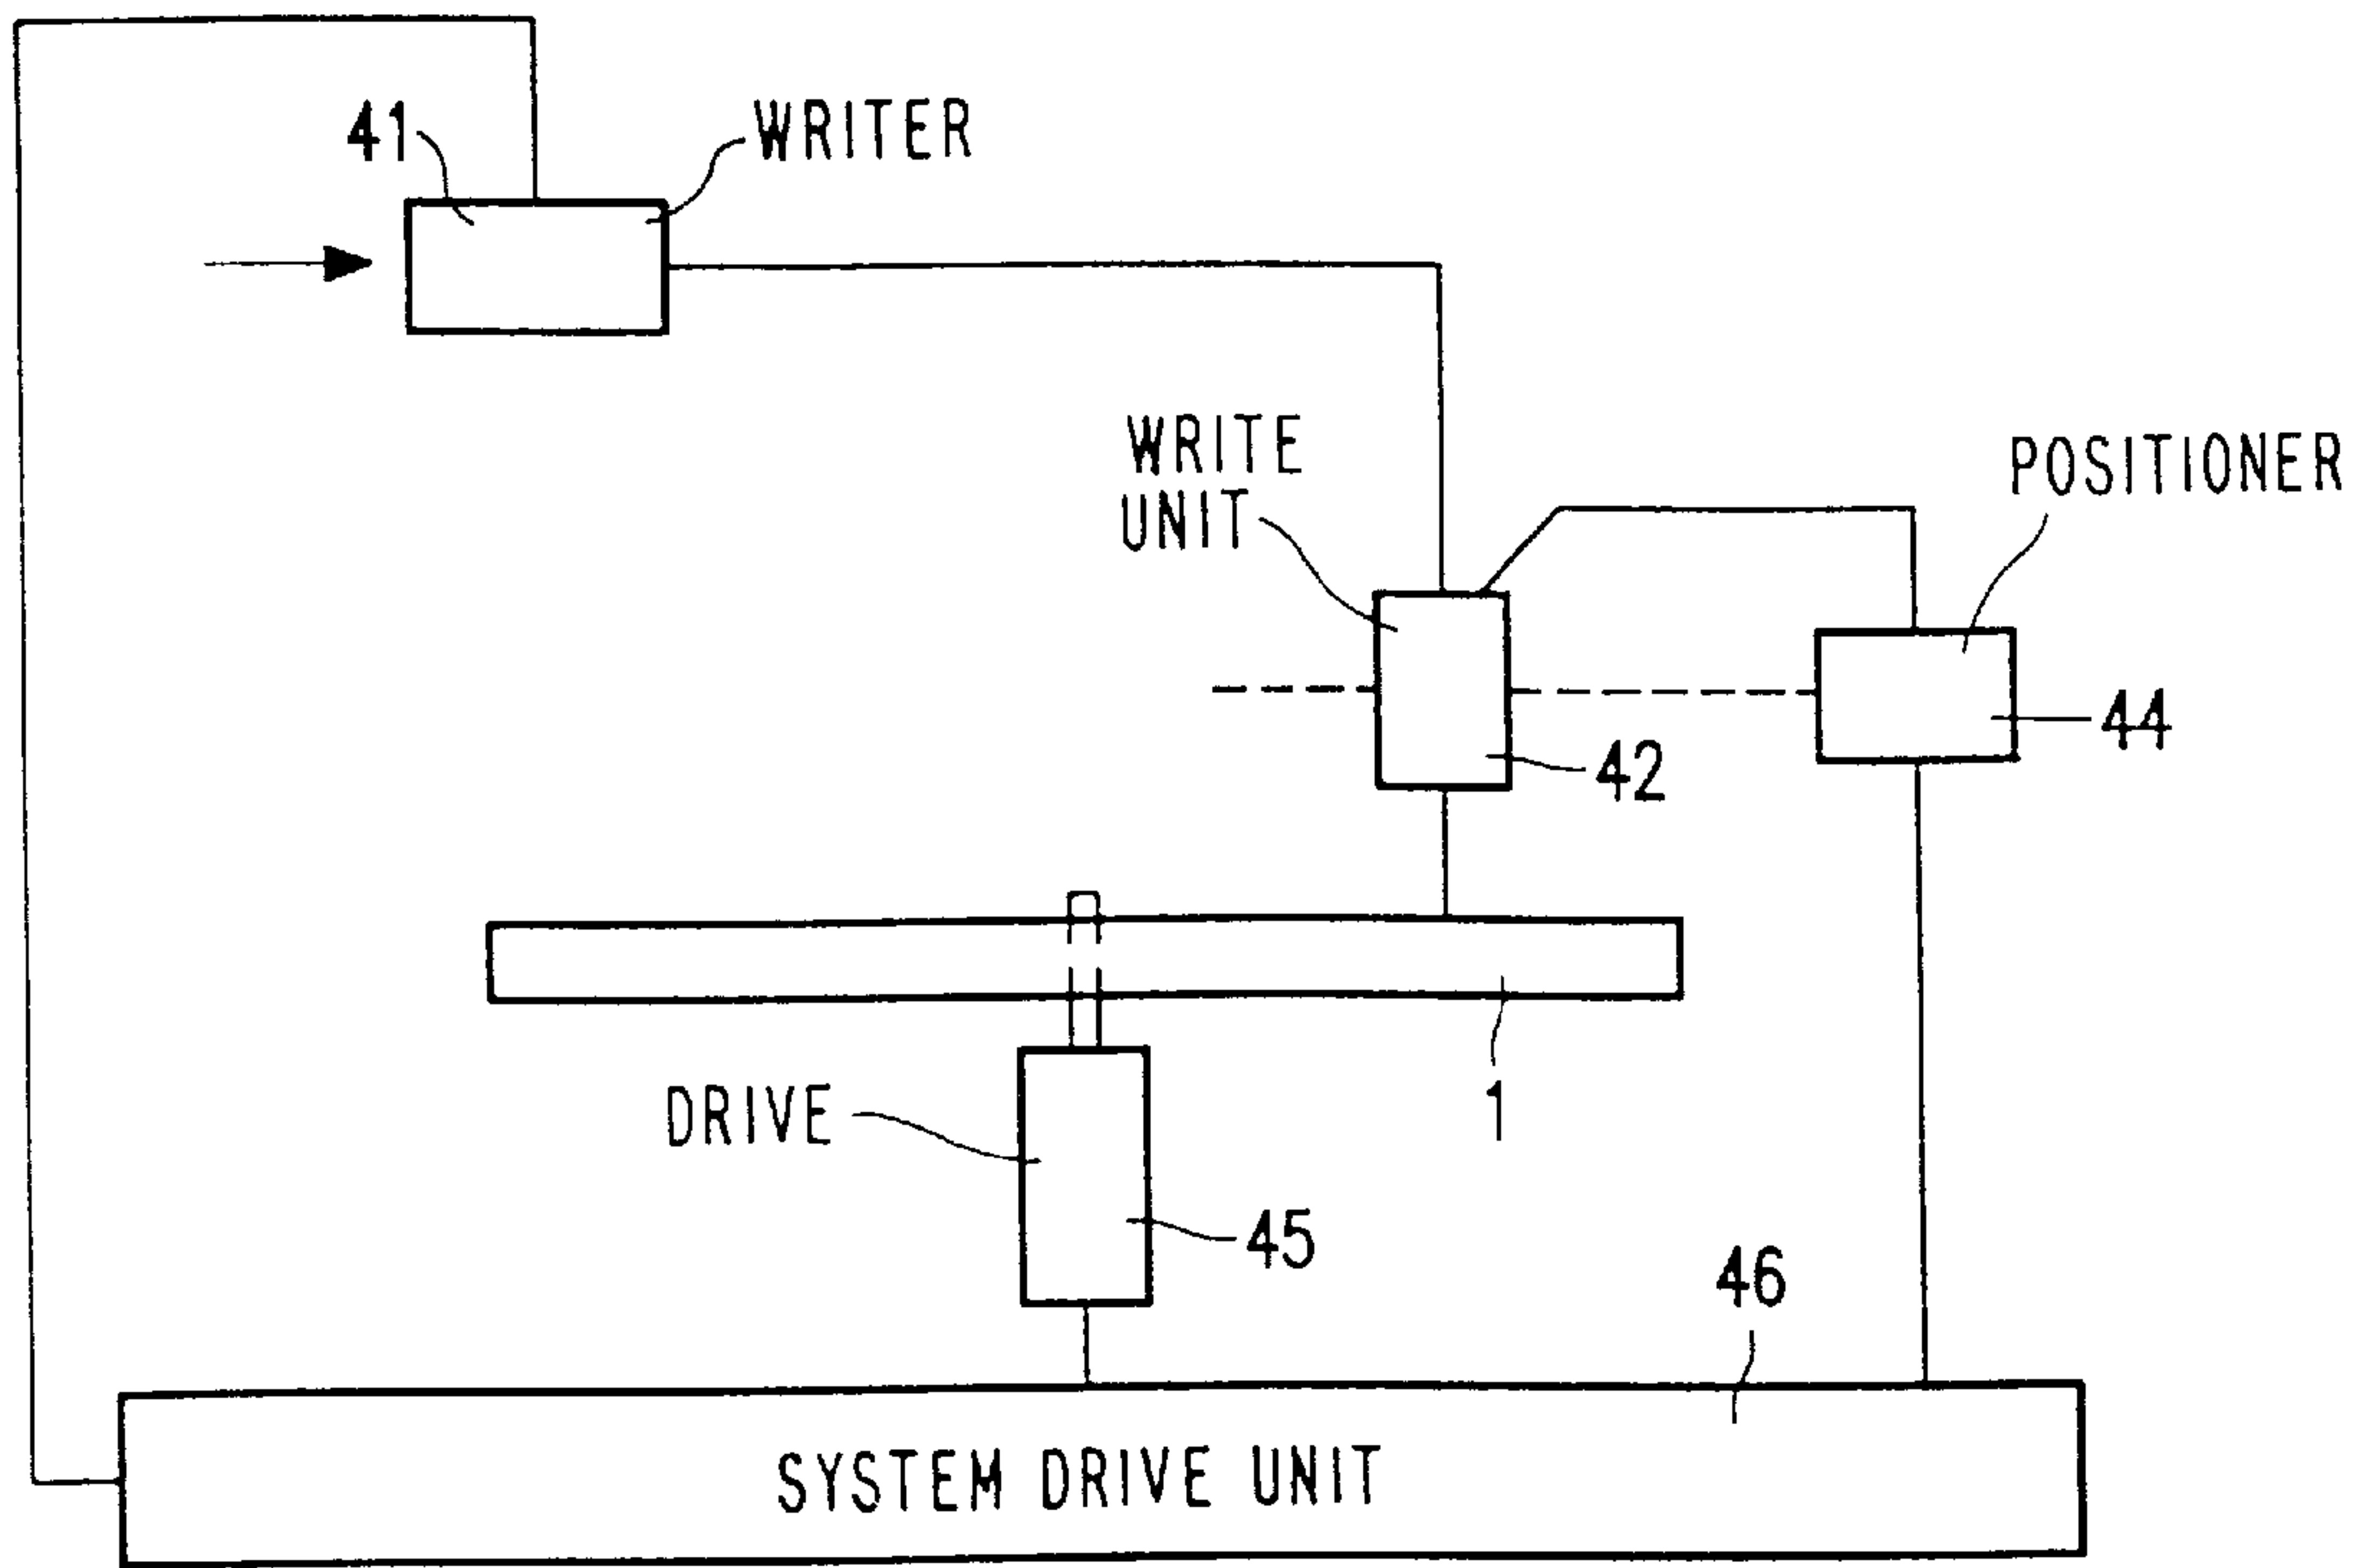 41
WRITER
WRITE
UNIT
POSITIONER
44
42
1
DRIVE
45
46
SYSTEM DRIVE UNIT